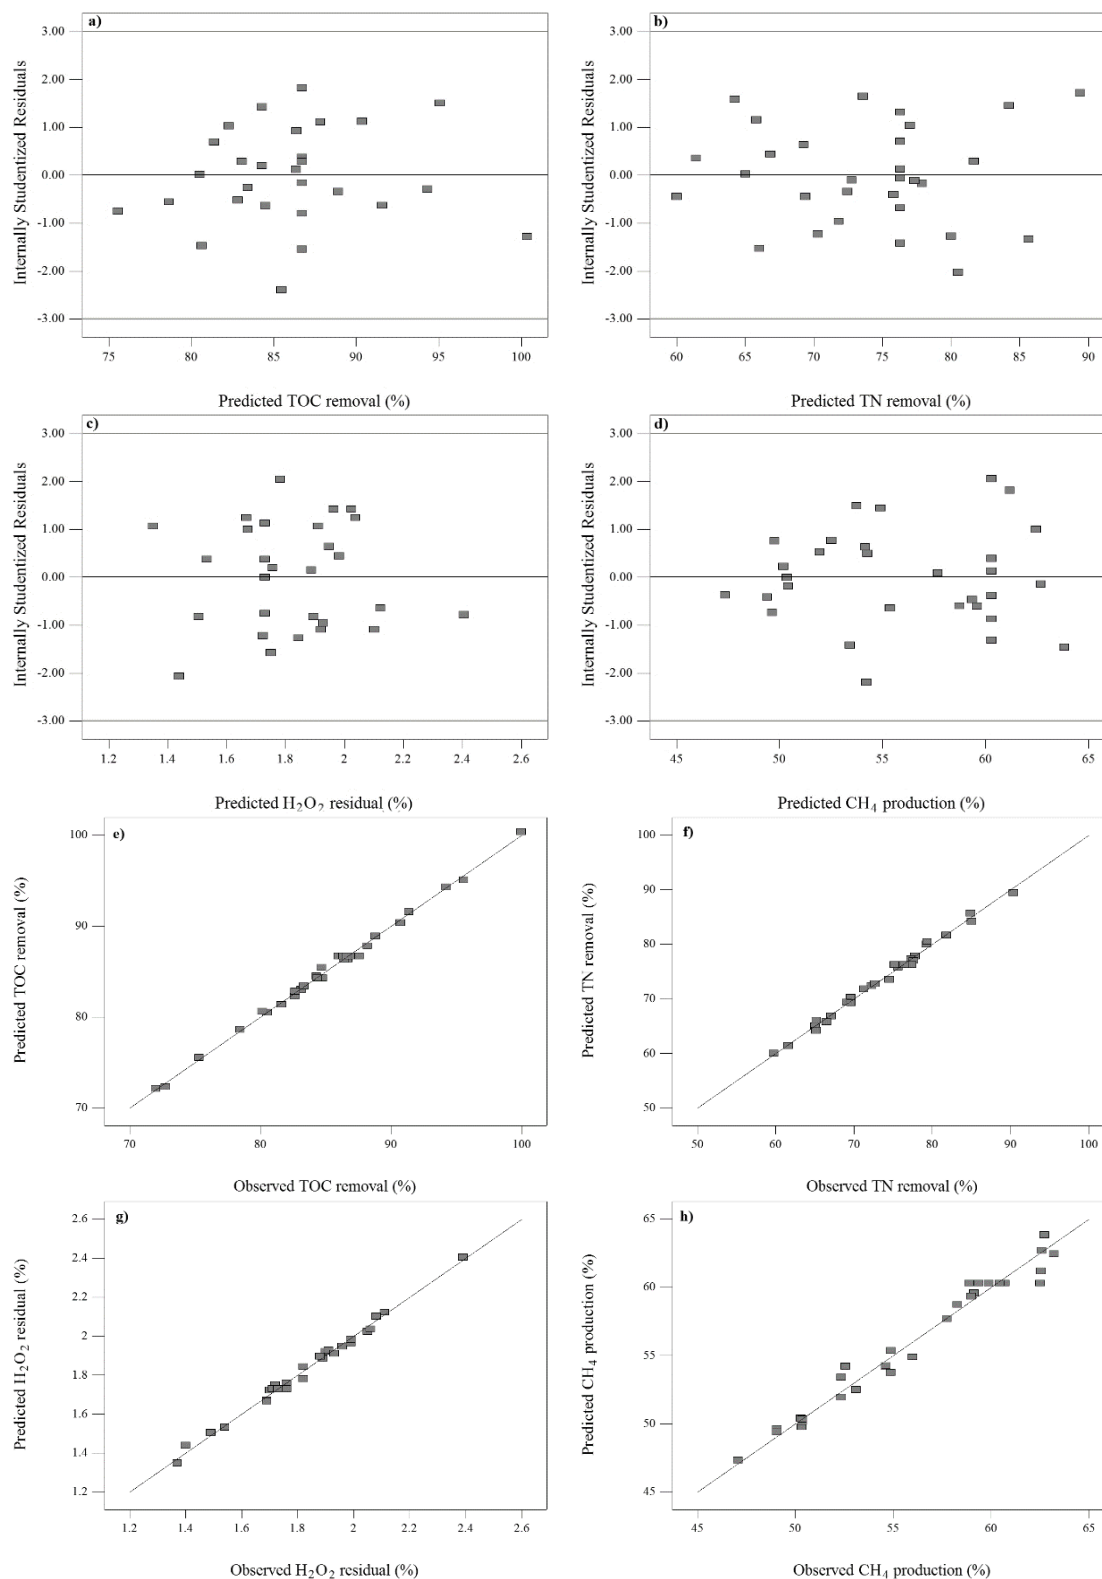 a)
Internally Studentized Residuals
3.00
2.00
1.00
0.00
-1.00
-2.00
-3.00
75 80 85 90 95 100
Predicted TOC removal (%)
b)
Internally Studentized Residuals
3.00
2.00
1.00
0.00
-1.00
-2.00
-3.00
60 65 70 75 80 85 90
Predicted TN removal (%)
c)
Internally Studentized Residuals
3.00
2.00
1.00
0.00
-1.00
-2.00
-3.00
1.2 1.4 1.6 1.8 2 2.2 2.4 2.6
Predicted H₂O₂ residual (%)
d)
Internally Studentized Residuals
3.00
2.00
1.00
0.00
-1.00
-2.00
-3.00
45 50 55 60 65
Predicted CH₄ production (%)
e)
Predicted TOC removal (%)
100
90
80
70
70 80 90 100
Observed TOC removal (%)
f)
Predicted TN removal (%)
100
90
80
70
60
50
50 60 70 80 90 100
Observed TN removal (%)
g)
Predicted H₂O₂ residual (%)
2.6
2.4
2.2
2
1.8
1.6
1.4
1.2
1.2 1.4 1.6 1.8 2 2.2 2.4 2.6
Observed H₂O₂ residual (%)
h)
Predicted CH₄ production (%)
65
60
55
50
45
45 50 55 60 65
Observed CH₄ production (%)